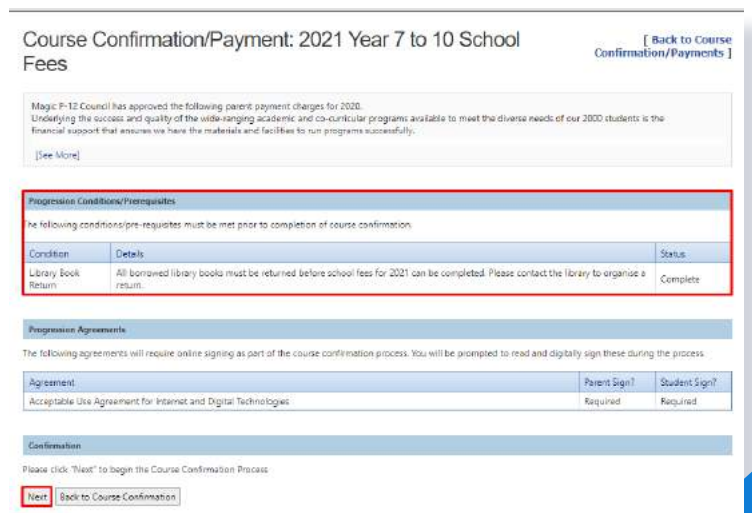 Course Confirmation/Payment: 2021 Year 7 to 10 School
Fees
[ Back to Course
Confirmation/Payments ]
Magic P-12 Council has approved the following parent payment charges for 2020.
Underlying the success and quality of the wide-ranging academic and co-curricular programs available to meet the diverse needs of our 2000 students is the
financial support that ensures we have the materials and facilities to run programs successfully.
[See More]
Progression Conditions/Prerequisites
The following conditions/pre-requisites must be met prior to completion of course confirmation.
Condition Details Status
Library Book All borrowed library books must be returned before school fees for 2021 can be completed. Please contact the library to organise a
Return return. Complete
Progression Agreements
The following agreements will require online signing as part of the course confirmation process. You will be prompted to read and digitally sign these during the process
Agreement Parent Sign? Student Sign?
Acceptable Use Agreement for Internet and Digital Technologies Required Required
Confirmation
Please click "Next" to begin the Course Confirmation Process
Next Back to Course Confirmation